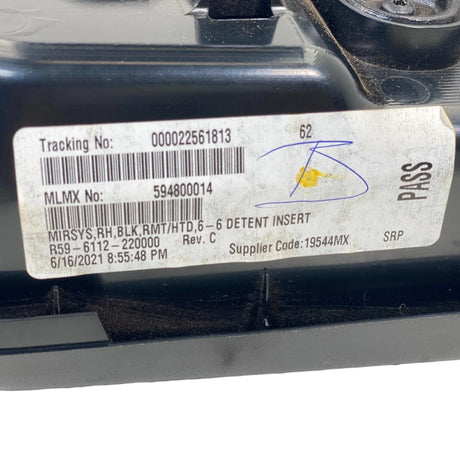 Tracking No: 000022561813 62
MLMX No: 594800014
MIRSYS,RH,BLK,RMT/HTD,6-6 DETENT INSERT
R59-6112-220000 Rev. C Supplier Code:19544MX SRP
6/16/2021 8:55:48 PM
PASS